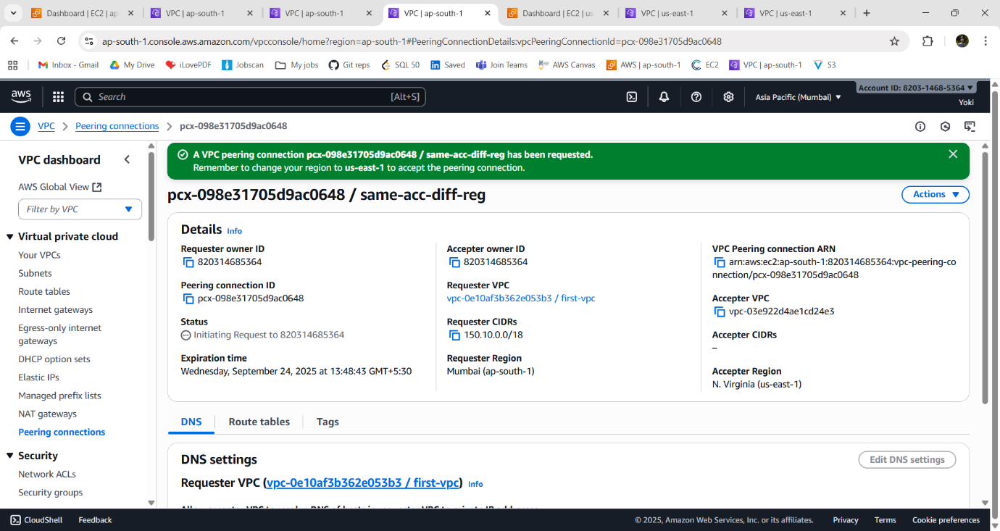 Dashboard | EC2 | ap
VPC | ap-south-1
VPC | ap-south-1
VPC | ap-south-1
Dashboard | EC2 | us
VPC | us-east-1
VPC | us-east-1
ap-south-1.console.aws.amazon.com/vpcconsole/home?region=ap-south-1#PeeringConnectionDetails:vpcPeeringConnectionId=pcx-098e31705d9ac0648
Inbox - Gmail
My Drive
iLovePDF
Jobscan
My jobs
Git reps
SQL 50
Saved
Join Teams
AWS Canvas
AWS | ap-south-1
EC2
VPC | ap-south-1
S3
aws
Search
[Alt+S]
Asia Pacific (Mumbai)
Account ID: 8203-1468-5364
Yoki
VPC
Peering connections
pcx-098e31705d9ac0648
VPC dashboard
AWS Global View
Filter by VPC
Virtual private cloud
Your VPCs
Subnets
Route tables
Internet gateways
Egress-only internet
gateways
DHCP option sets
Elastic IPs
Managed prefix lists
NAT gateways
Peering connections
Security
Network ACLs
Security groups
A VPC peering connection pcx-098e31705d9ac0648 / same-acc-diff-reg has been requested.
Remember to change your region to us-east-1 to accept the peering connection.
pcx-098e31705d9ac0648 / same-acc-diff-reg
Actions
Details Info
Requester owner ID
820314685364
Peering connection ID
pcx-098e31705d9ac0648
Status
Initiating Request to 820314685364
Expiration time
Wednesday, September 24, 2025 at 13:48:43 GMT+5:30
Accepter owner ID
820314685364
Requester VPC
vpc-0e10af3b362e053b3 / first-vpc
Requester CIDRs
150.10.0.0/18
Requester Region
Mumbai (ap-south-1)
VPC Peering connection ARN
arn:aws:ec2:ap-south-1:820314685364:vpc-peering-co
nnection/pcx-098e31705d9ac0648
Accepter VPC
vpc-03e922d4ae1cd24e3
Accepter CIDRs
–
Accepter Region
N. Virginia (us-east-1)
DNS
Route tables
Tags
DNS settings
Edit DNS settings
Requester VPC (vpc-0e10af3b362e053b3 / first-vpc) Info
CloudShell
Feedback
© 2025, Amazon Web Services, Inc. or its affiliates.
Privacy
Terms
Cookie preferences